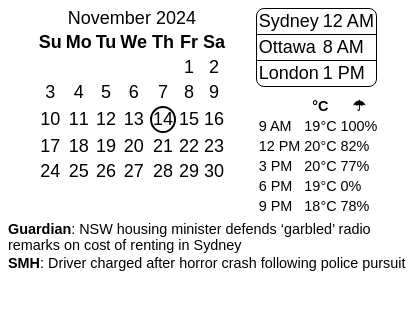 November 2024
Su Mo Tu We Th Fr Sa
1 2
3 4 5 6 7 8 9
10 11 12 13 14 15 16
17 18 19 20 21 22 23
24 25 26 27 28 29 30
Sydney 12 AM
Ottawa 8 AM
London 1 PM
°C ☂
9 AM 19°C 100%
12 PM 20°C 82%
3 PM 20°C 77%
6 PM 19°C 0%
9 PM 18°C 78%
Guardian: NSW housing minister defends ‘garbled’ radio
remarks on cost of renting in Sydney
SMH: Driver charged after horror crash following police pursuit